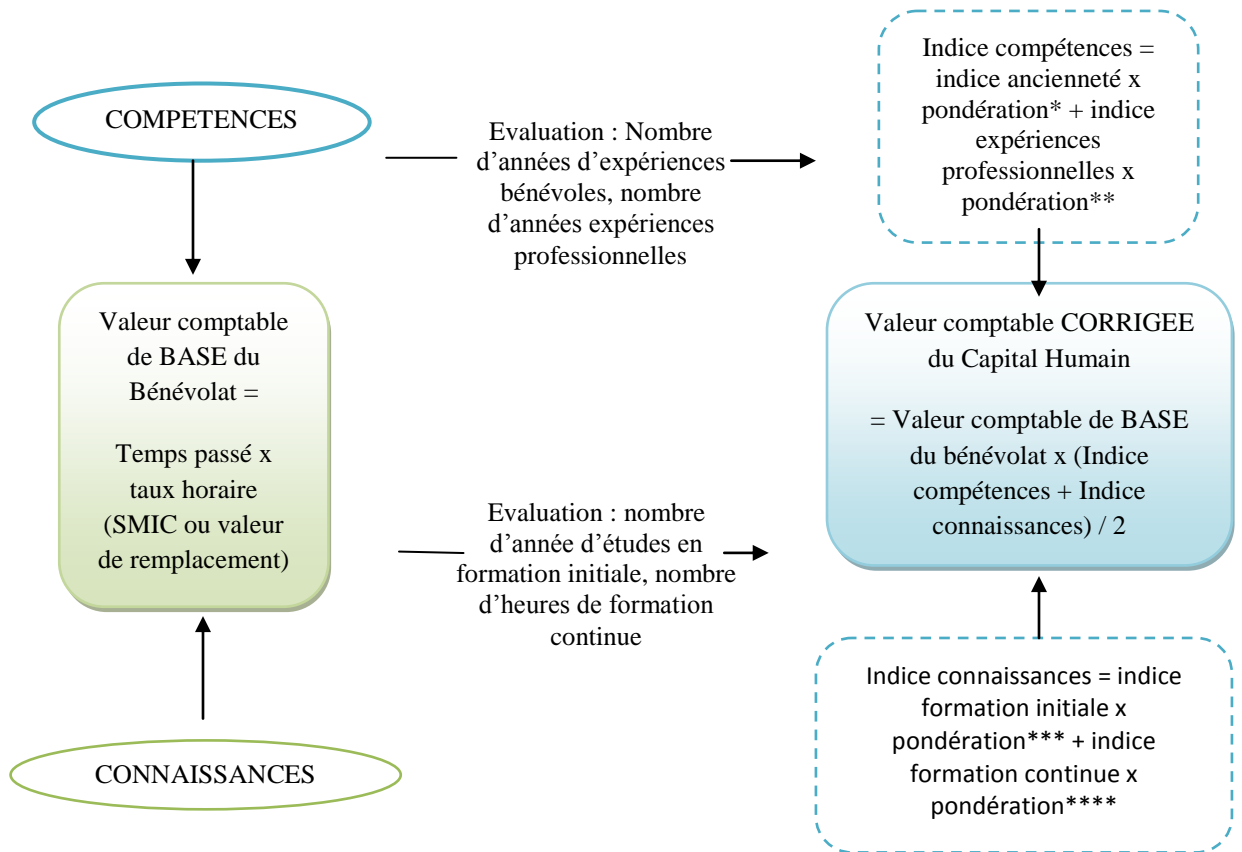 COMPETENCES
Evaluation : Nombre
d’années d’expériences
bénévoles, nombre
d’années expériences
professionnelles
Indice compétences =
indice ancienneté x
pondération* + indice
expériences
professionnelles x
pondération**
Valeur comptable
de BASE du
Bénévolat =
Temps passé x
taux horaire
(SMIC ou valeur
de remplacement)
Valeur comptable CORRIGEE
du Capital Humain
= Valeur comptable de BASE
du bénévolat x (Indice
compétences + Indice
connaissances) / 2
Evaluation : nombre
d’année d’études en
formation initiale, nombre
d’heures de formation
continue
CONNAISSANCES
Indice connaissances = indice
formation initiale x
pondération*** + indice
formation continue x
pondération****